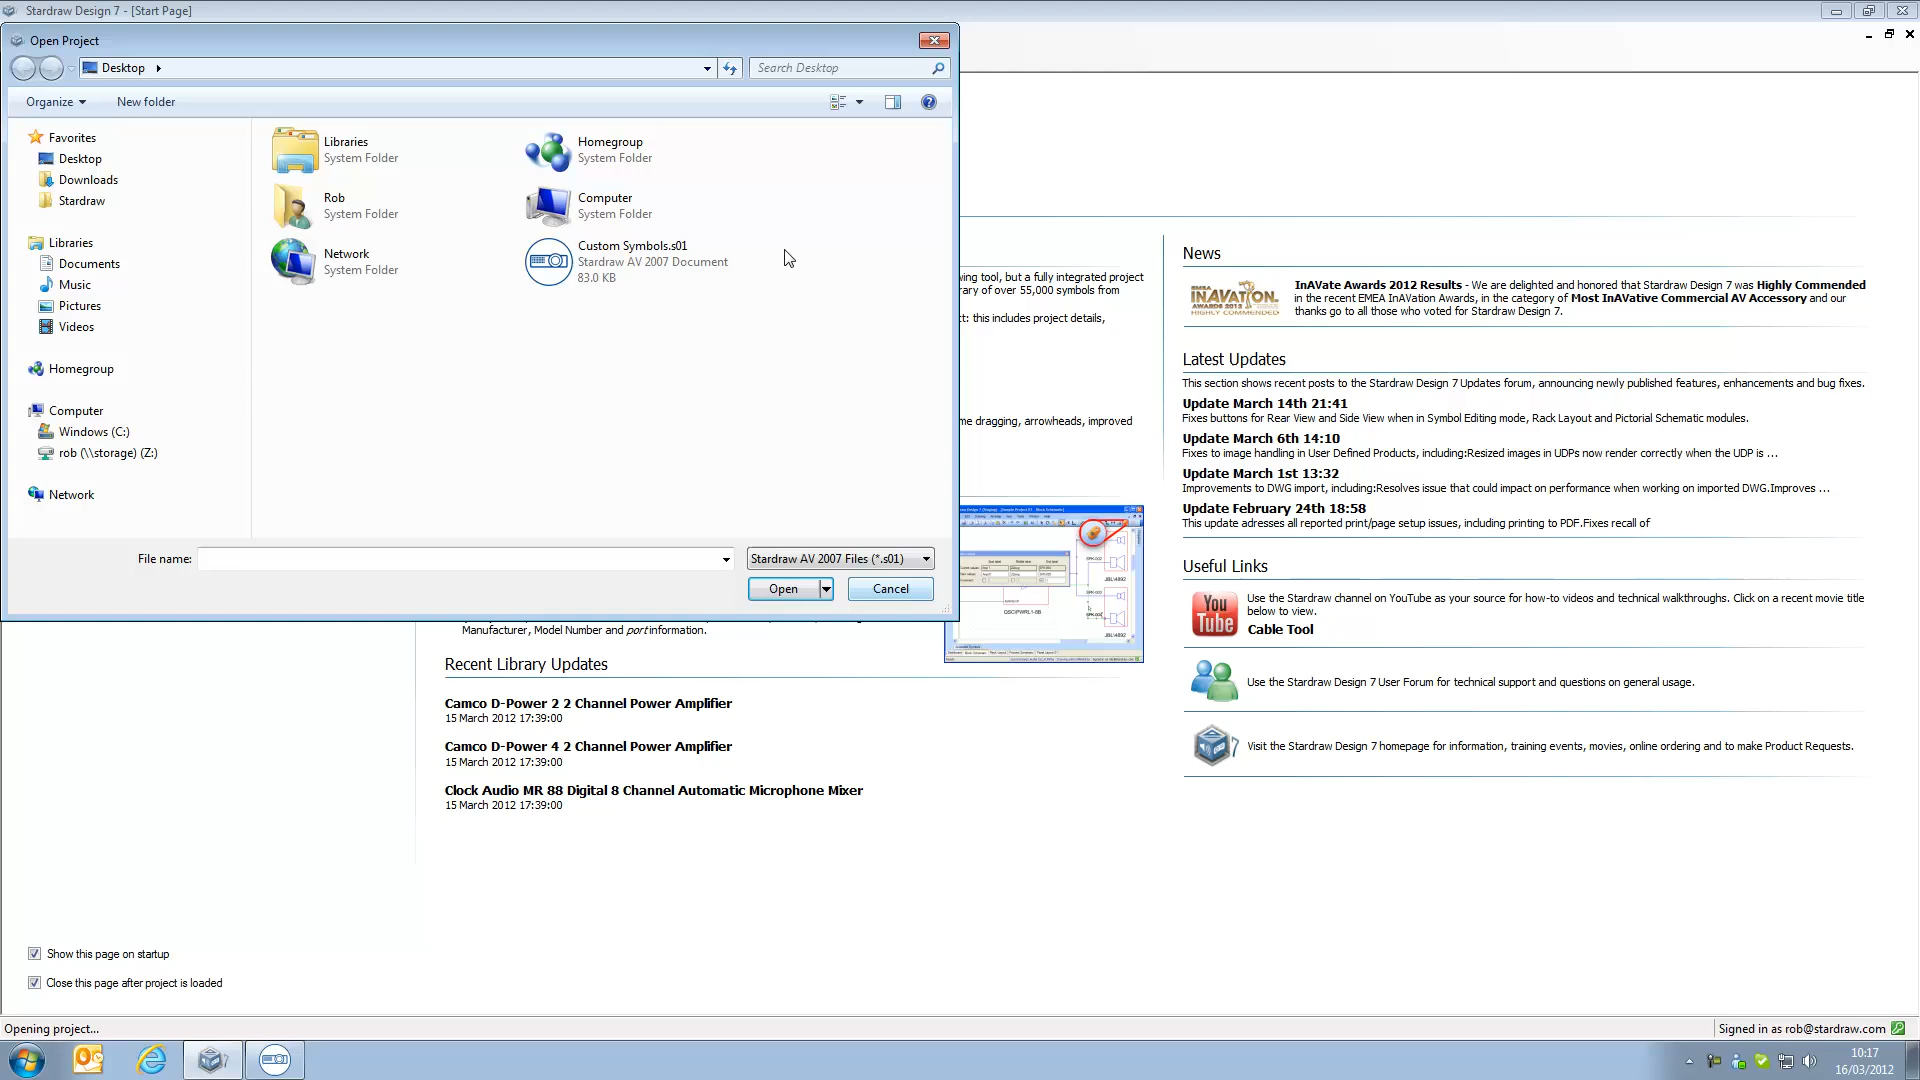 Stardraw Design 7 - [Start Page]
Open Project
Desktop
Search Desktop
Organize
New folder
Favorites
Desktop
Downloads
Stardraw
Libraries
Documents
Music
Pictures
Videos
Homegroup
Computer
Windows (C:)
rob (\\storage) (Z:)
Network
Libraries
System Folder
Homegroup
System Folder
Rob
System Folder
Computer
System Folder
Network
System Folder
Custom Symbols.s01
Stardraw AV 2007 Document
83.0 KB
File name:
Stardraw AV 2007 Files (*.s01)
Open
Cancel
wing tool, but a fully integrated project
rary of over 55,000 symbols from
ct: this includes project details,
me dragging, arrowheads, improved
Manufacturer, Model Number and port information.
Recent Library Updates
Camco D-Power 2 2 Channel Power Amplifier
15 March 2012 17:39:00
Camco D-Power 4 2 Channel Power Amplifier
15 March 2012 17:39:00
Clock Audio MR 88 Digital 8 Channel Automatic Microphone Mixer
15 March 2012 17:39:00
News
INAVATION
AWARDS 2012
HIGHLY COMMENDED
InAVate Awards 2012 Results - We are delighted and honored that Stardraw Design 7 was Highly Commended
in the recent EMEA InAVation Awards, in the category of Most InAVative Commercial AV Accessory and our
thanks go to all those who voted for Stardraw Design 7.
Latest Updates
This section shows recent posts to the Stardraw Design 7 Updates forum, announcing newly published features, enhancements and bug fixes.
Update March 14th 21:41
Fixes buttons for Rear View and Side View when in Symbol Editing mode, Rack Layout and Pictorial Schematic modules.
Update March 6th 14:10
Fixes to image handling in User Defined Products, including:Resized images in UDPs now render correctly when the UDP is ...
Update March 1st 13:32
Improvements to DWG import, including:Resolves issue that could impact on performance when working on imported DWG.Improves ...
Update February 24th 18:58
This update adresses all reported print/page setup issues, including printing to PDF.Fixes recall of
Useful Links
You
Tube
Use the Stardraw channel on YouTube as your source for how-to videos and technical walkthroughs. Click on a recent movie title
below to view.
Cable Tool
Use the Stardraw Design 7 User Forum for technical support and questions on general usage.
Visit the Stardraw Design 7 homepage for information, training events, movies, online ordering and to make Product Requests.
Show this page on startup
Close this page after project is loaded
Opening project...
Signed in as rob@stardraw.com
10:17
16/03/2012